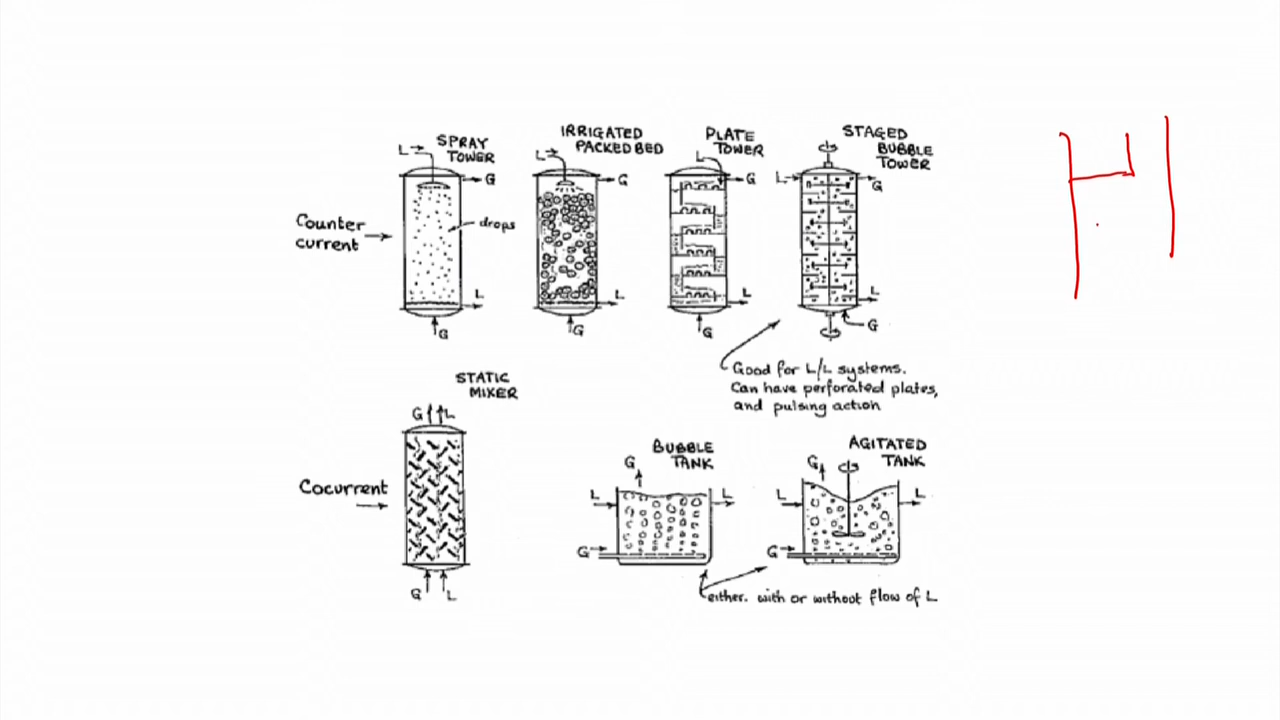 SPRAY
TOWER
IRRIGATED
PACKED BED
PLATE
TOWER
STAGED
BUBBLE
TOWER
L
G
L
G
L
G
L
G
Counter
current
drops
L
L
L
L
G
G
G
G
Good for L/L systems.
Can have perforated plates,
and pulsing action
STATIC
MIXER
G L
Cocurrent
G L
BUBBLE
TANK
G
L
L
G
AGITATED
TANK
G
L
L
G
either. with or without flow of L